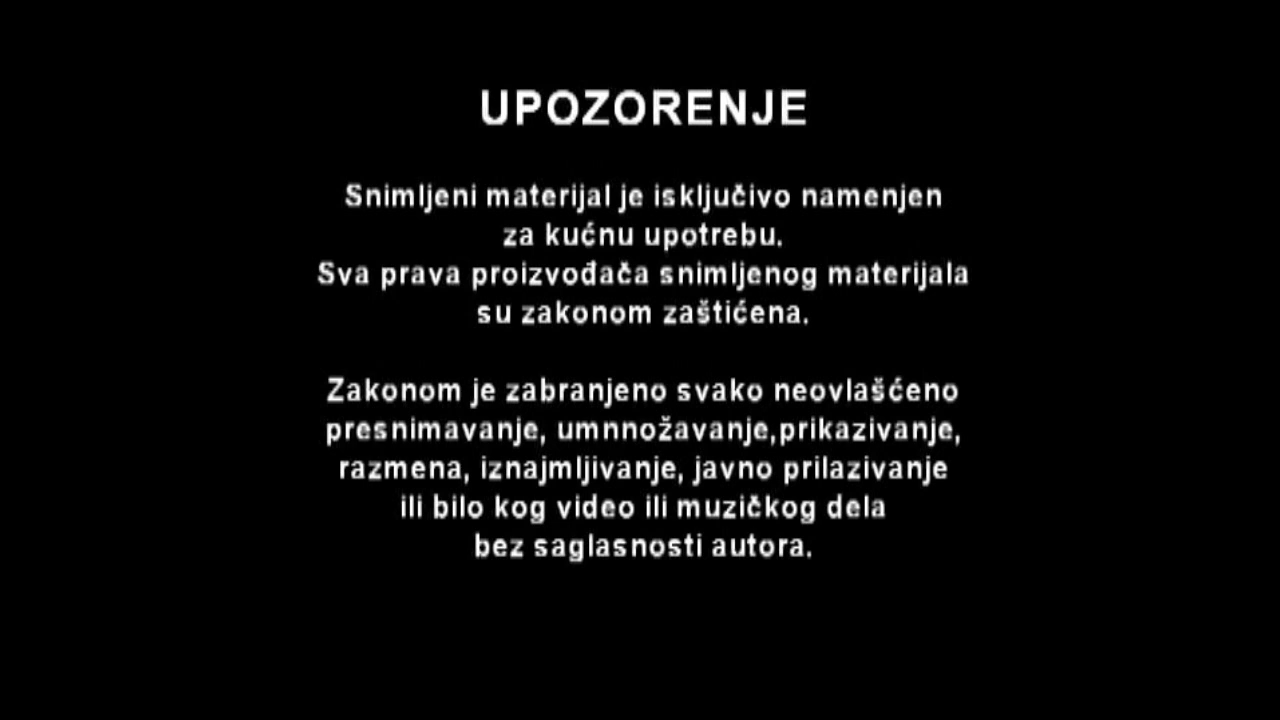 UPOZORENJE
Snimljeni materijal je isključivo namenjen
za kućnu upotrebu.
Sva prava proizvođača snimljenog materijala
su zakonom zaštićena.
Zakonom je zabranjeno svako neovlašćeno
presnimavanje, umnnožavanje,prikazivanje,
razmena, iznajmljivanje, javno prilazivanje
ili bilo kog video ili muzičkog dela
bez saglasnosti autora.